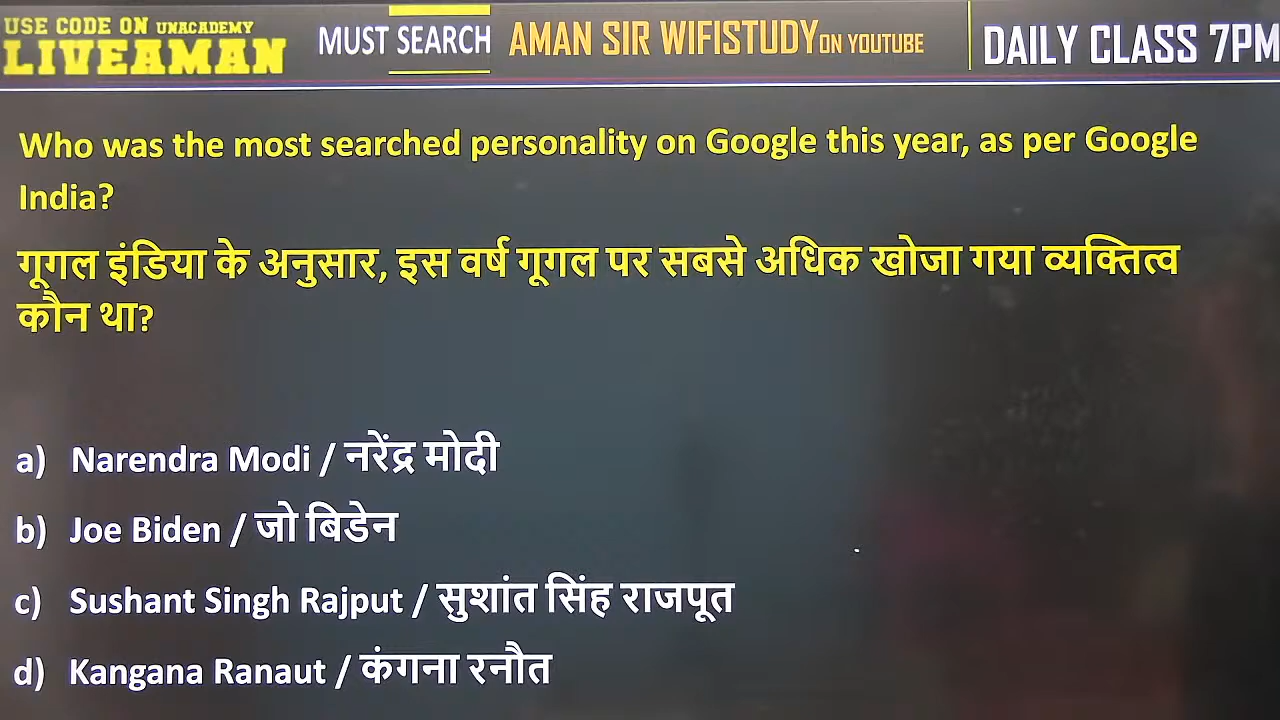 USE CODE ON UNACADEMY
LIVEAMAN
MUST SEARCH
AMAN SIR WIFISTUDY ON YOUTUBE
DAILY CLASS 7PM
Who was the most searched personality on Google this year, as per Google
India?
गूगल इंडिया के अनुसार, इस वर्ष गूगल पर सबसे अधिक खोजा गया व्यक्तित्व
कौन था?
a) Narendra Modi / नरेंद्र मोदी
b) Joe Biden / जो बिडेन
c) Sushant Singh Rajput / सुशांत सिंह राजपूत
d) Kangana Ranaut / कंगना रनौत